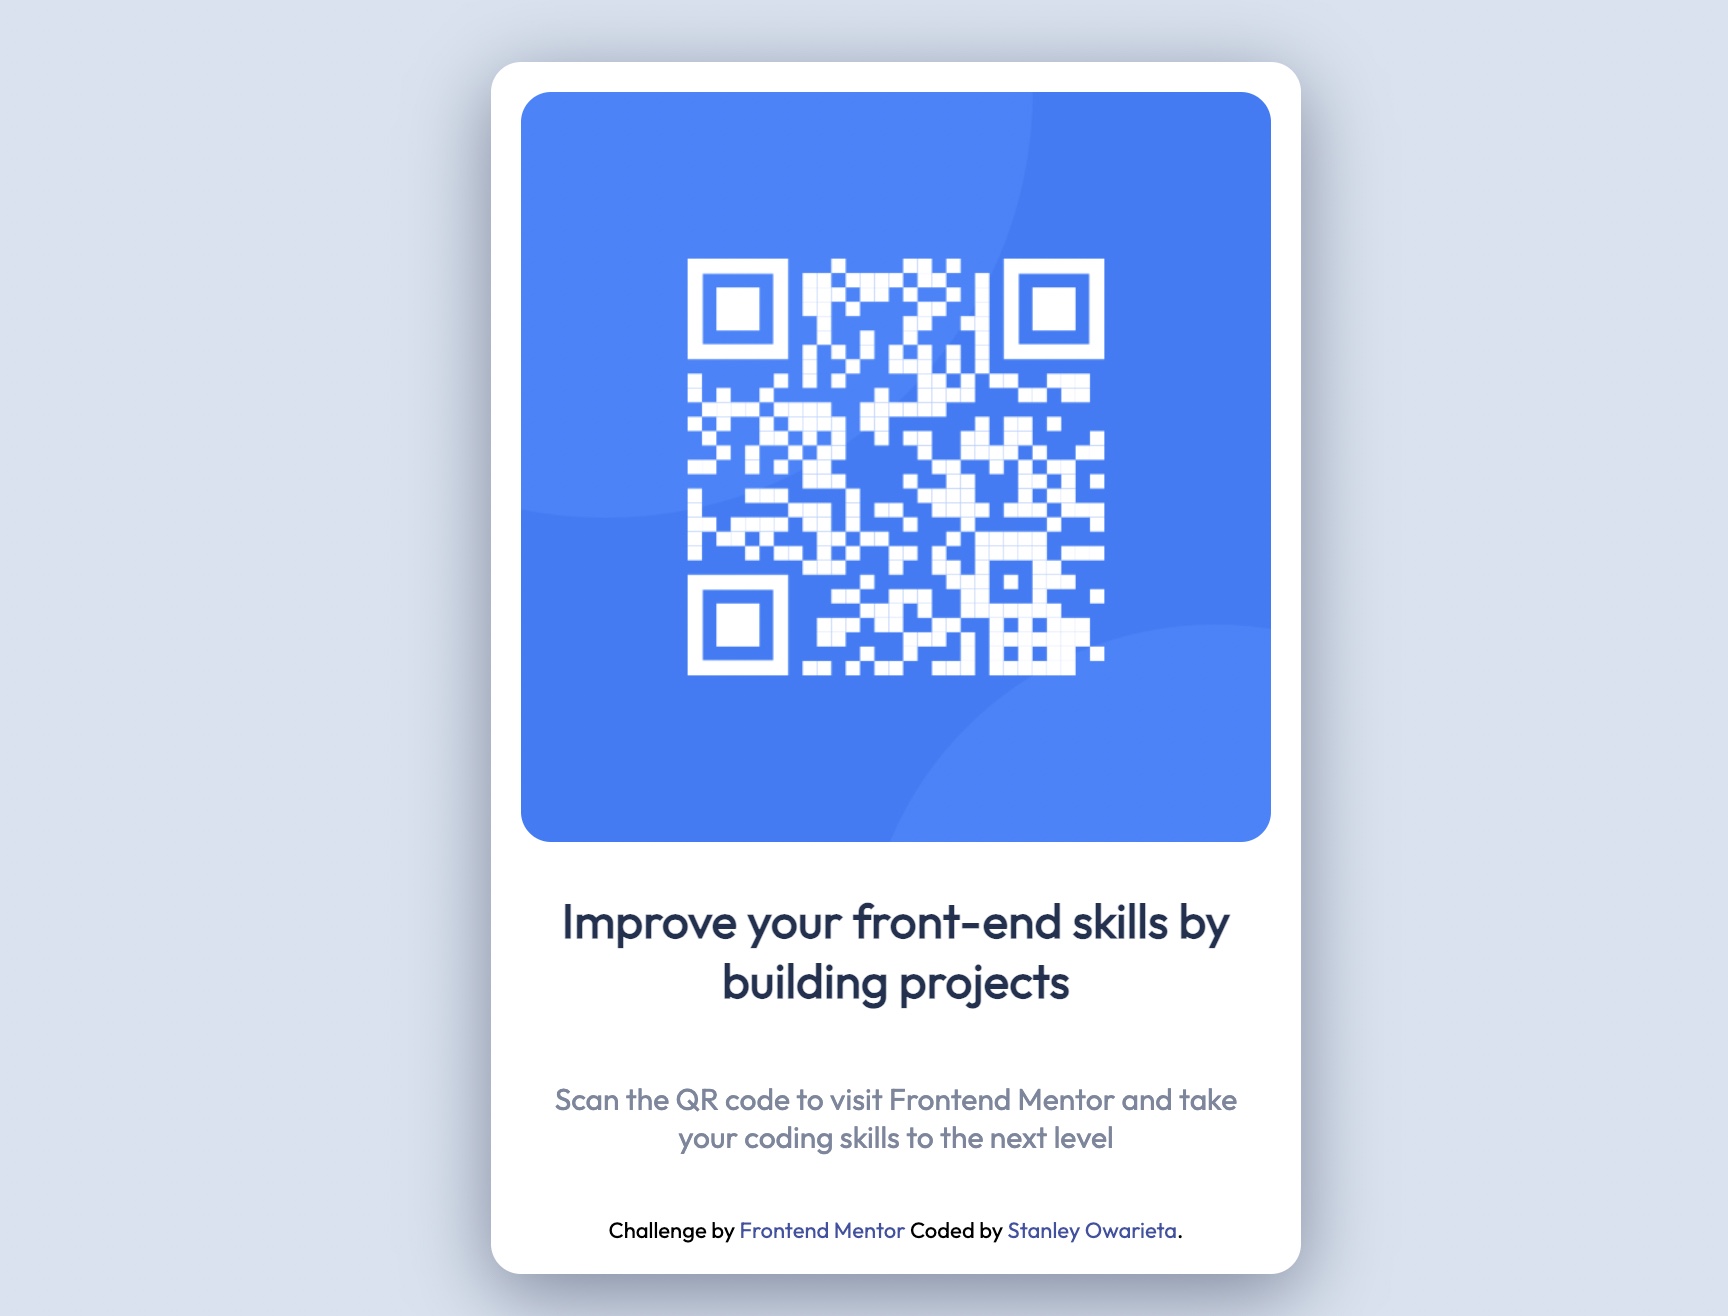 Improve your front-end skills by
building projects
Scan the QR code to visit Frontend Mentor and take
your coding skills to the next level
Challenge by Frontend Mentor Coded by Stanley Owarieta.